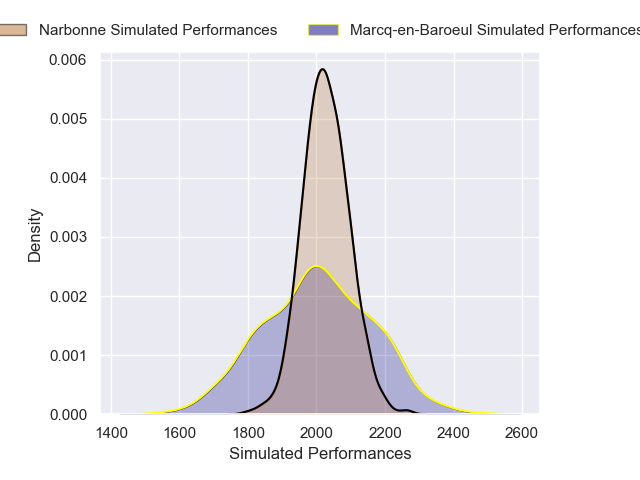 Narbonne Simulated Performances
Marcq-en-Baroeul Simulated Performances
0.006
0.005
0.004
0.003
0.002
0.001
0.000
Density
1400 1600 1800 2000 2200 2400 2600
Simulated Performances